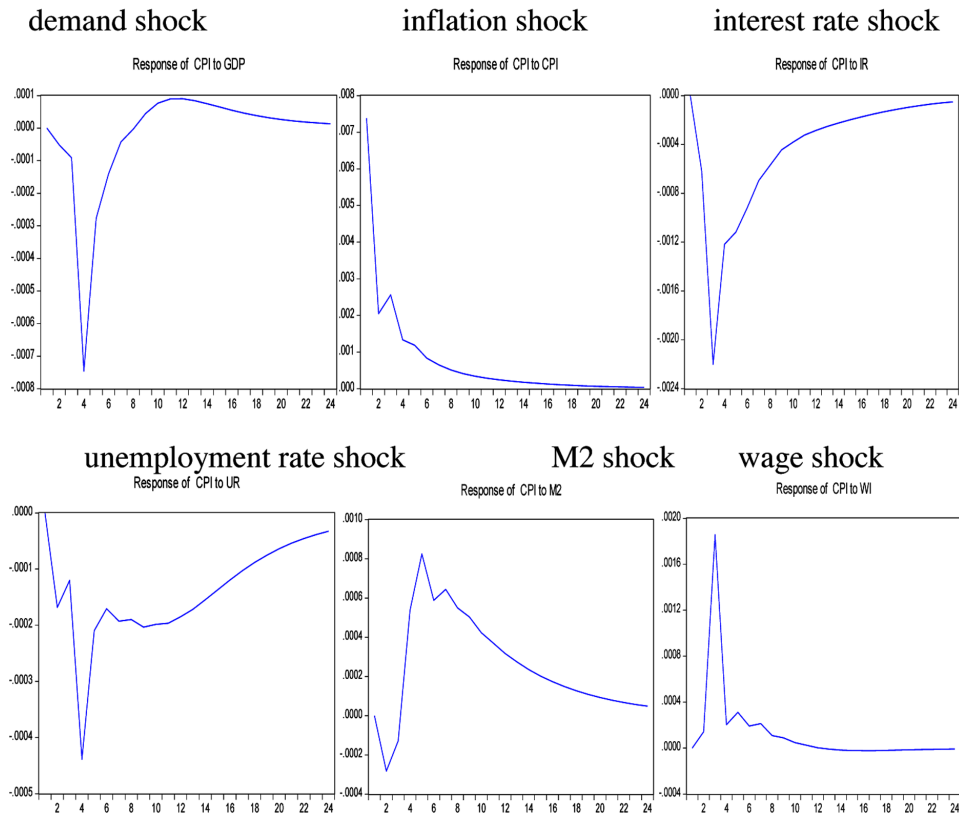 demand shock
inflation shock
interest rate shock
Response of CPI to GDP
Response of CPI to CPI
Response of CPI to IR
.0001
.0000
-.0001
-.0002
-.0003
-.0004
-.0005
-.0006
-.0007
-.0008
2 4 6 8 10 12 14 16 18 20 22 24
.008
.007
.006
.005
.004
.003
.002
.001
.000
2 4 6 8 10 12 14 16 18 20 22 24
.0000
-.0004
-.0008
-.0012
-.0016
-.0020
-.0024
2 4 6 8 10 12 14 16 18 20 22 24
unemployment rate shock
M2 shock
wage shock
Response of CPI to UR
Response of CPI to M2
Response of CPI to WI
.0000
-.0001
-.0002
-.0003
-.0004
-.0005
2 4 6 8 10 12 14 16 18 20 22 24
.0010
.0008
.0006
.0004
.0002
.0000
-.0002
-.0004
2 4 6 8 10 12 14 16 18 20 22 24
.0020
.0016
.0012
.0008
.0004
.0000
-.0004
2 4 6 8 10 12 14 16 18 20 22 24